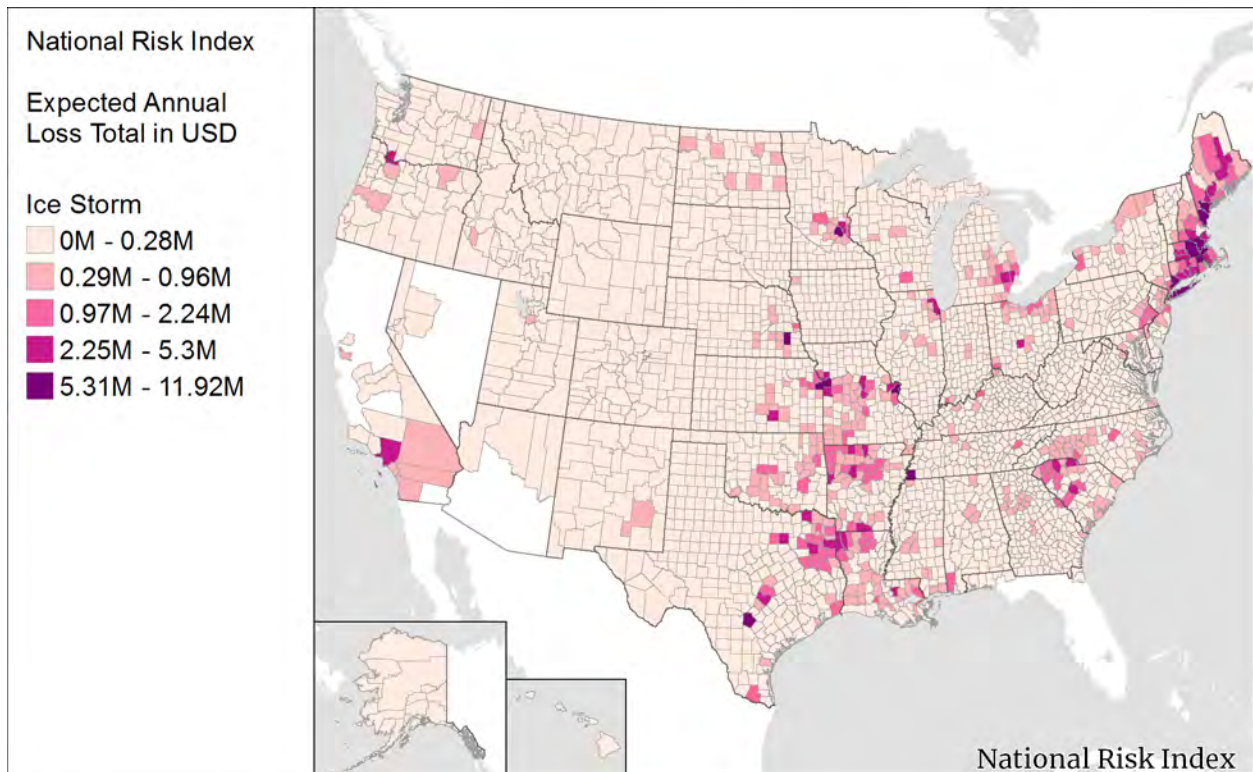 National Risk Index
Expected Annual
Loss Total in USD
Ice Storm
0M - 0.28M
0.29M - 0.96M
0.97M - 2.24M
2.25M - 5.3M
5.31M - 11.92M
National Risk Index